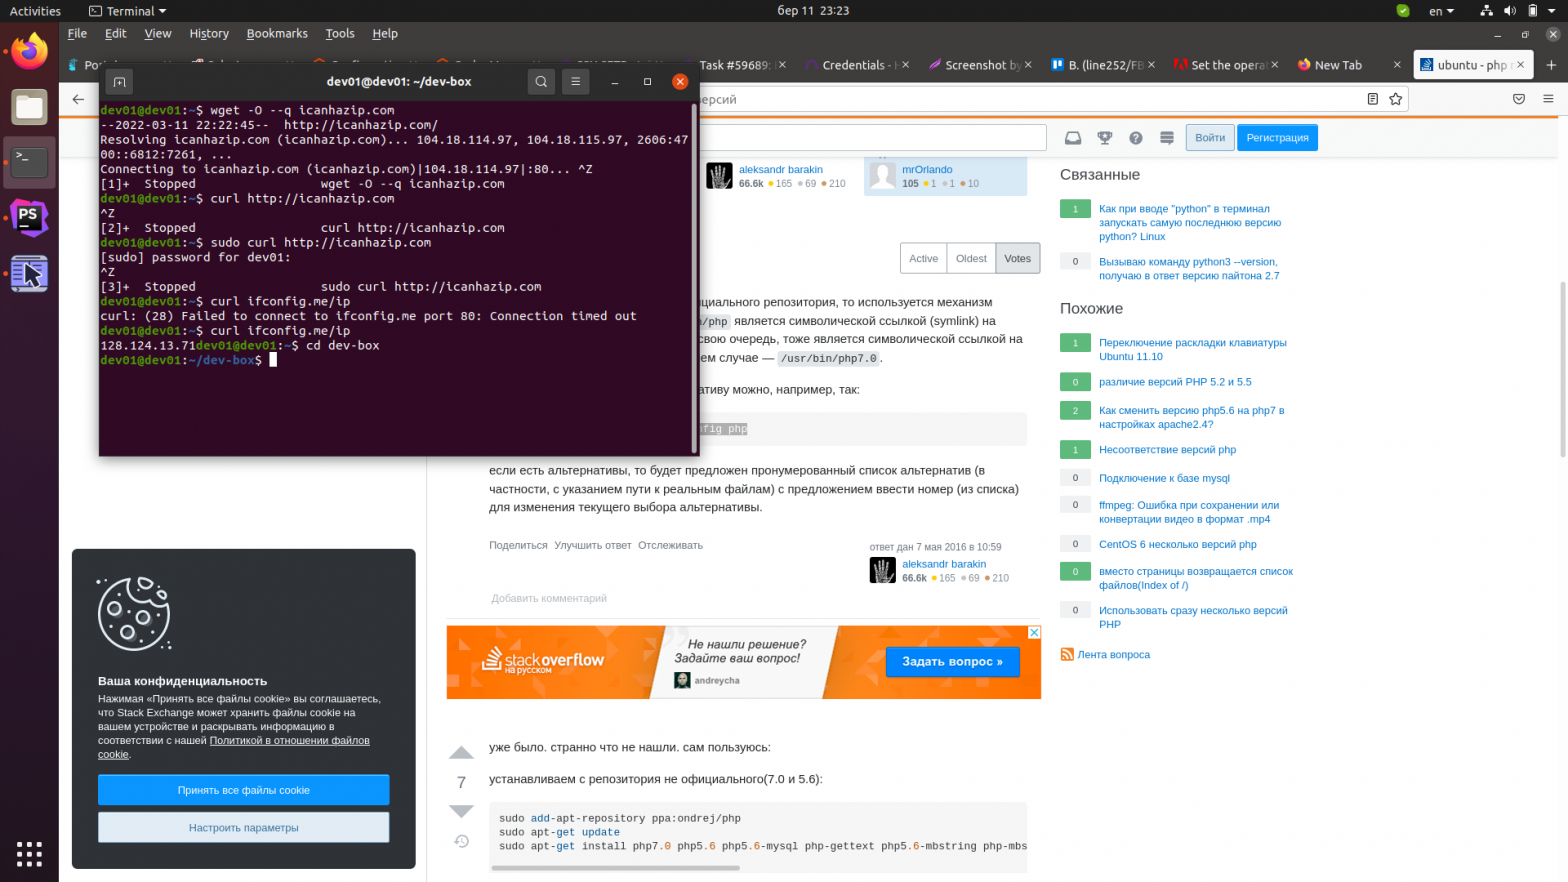 Activities
Terminal
бер 11 23:23
en
File Edit View History Bookmarks Tools Help
Task #59689:
Credentials -
Screenshot by
B. (line252/FB
Set the opera
New Tab
ubuntu - php
dev01@dev01: ~/dev-box
dev01@dev01:~$ wget -O --q icanhazip.com
--2022-03-11 22:22:45-- http://icanhazip.com/
Resolving icanhazip.com (icanhazip.com)... 104.18.114.97, 104.18.115.97, 2606:47
00::6812:7261, ...
Connecting to icanhazip.com (icanhazip.com)|104.18.114.97|:80... ^Z
[1]+ Stopped wget -O --q icanhazip.com
dev01@dev01:~$ curl http://icanhazip.com
^Z
[2]+ Stopped curl http://icanhazip.com
dev01@dev01:~$ sudo curl http://icanhazip.com
[sudo] password for dev01:
^Z
[3]+ Stopped sudo curl http://icanhazip.com
dev01@dev01:~$ curl ifconfig.me/ip
curl: (28) Failed to connect to ifconfig.me port 80: Connection timed out
dev01@dev01:~$ curl ifconfig.me/ip
128.124.13.71dev01@dev01:~$ cd dev-box
dev01@dev01:~/dev-box$
PS
ерсий
Войти
Регистрация
aleksandr barakin
66.6k 165 69 210
mrOrlando
105 1 1 10
Active Oldest Votes
циального репозитория, то используется механизм
/php является символической ссылкой (symlink) на
свою очередь, тоже является символической ссылкой на
ем случае — /usr/bin/php7.0.
ативу можно, например, так:
fig php
если есть альтернативы, то будет предложен пронумерованный список альтернатив (в
частности, с указанием пути к реальным файлам) с предложением ввести номер (из списка)
для изменения текущего выбора альтернативы.
Поделиться Улучшить ответ Отслеживать
ответ дан 7 мая 2016 в 10:59
aleksandr barakin
66.6k 165 69 210
Добавить комментарий
stackoverflow
на русском
Не нашли решение?
Задайте ваш вопрос!
andreycha
Задать вопрос »
7
уже было. странно что не нашли. сам пользуюсь:
устанавливаем с репозитория не официального(7.0 и 5.6):
sudo add-apt-repository ppa:ondrej/php
sudo apt-get update
sudo apt-get install php7.0 php5.6 php5.6-mysql php-gettext php5.6-mbstring php-mbs
Связанные
1 Как при вводе "python" в терминал
запускать самую последнюю версию
python? Linux
0 Вызываю команду python3 --version,
получаю в ответ версию пайтона 2.7
Похожие
1 Переключение раскладки клавиатуры
Ubuntu 11.10
0 различие версий PHP 5.2 и 5.5
2 Как сменить версию php5.6 на php7 в
настройках apache2.4?
1 Несоответствие версий php
0 Подключение к базе mysql
0 ffmpeg: Ошибка при сохранении или
конвертации видео в формат .mp4
0 CentOS 6 несколько версий php
0 вместо страницы возвращается список
файлов(Index of /)
0 Использовать сразу несколько версий
PHP
Лента вопроса
Ваша конфиденциальность
Нажимая «Принять все файлы cookie» вы соглашаетесь,
что Stack Exchange может хранить файлы cookie на
вашем устройстве и раскрывать информацию в
соответствии с нашей Политикой в отношении файлов
cookie.
Принять все файлы cookie
Настроить параметры